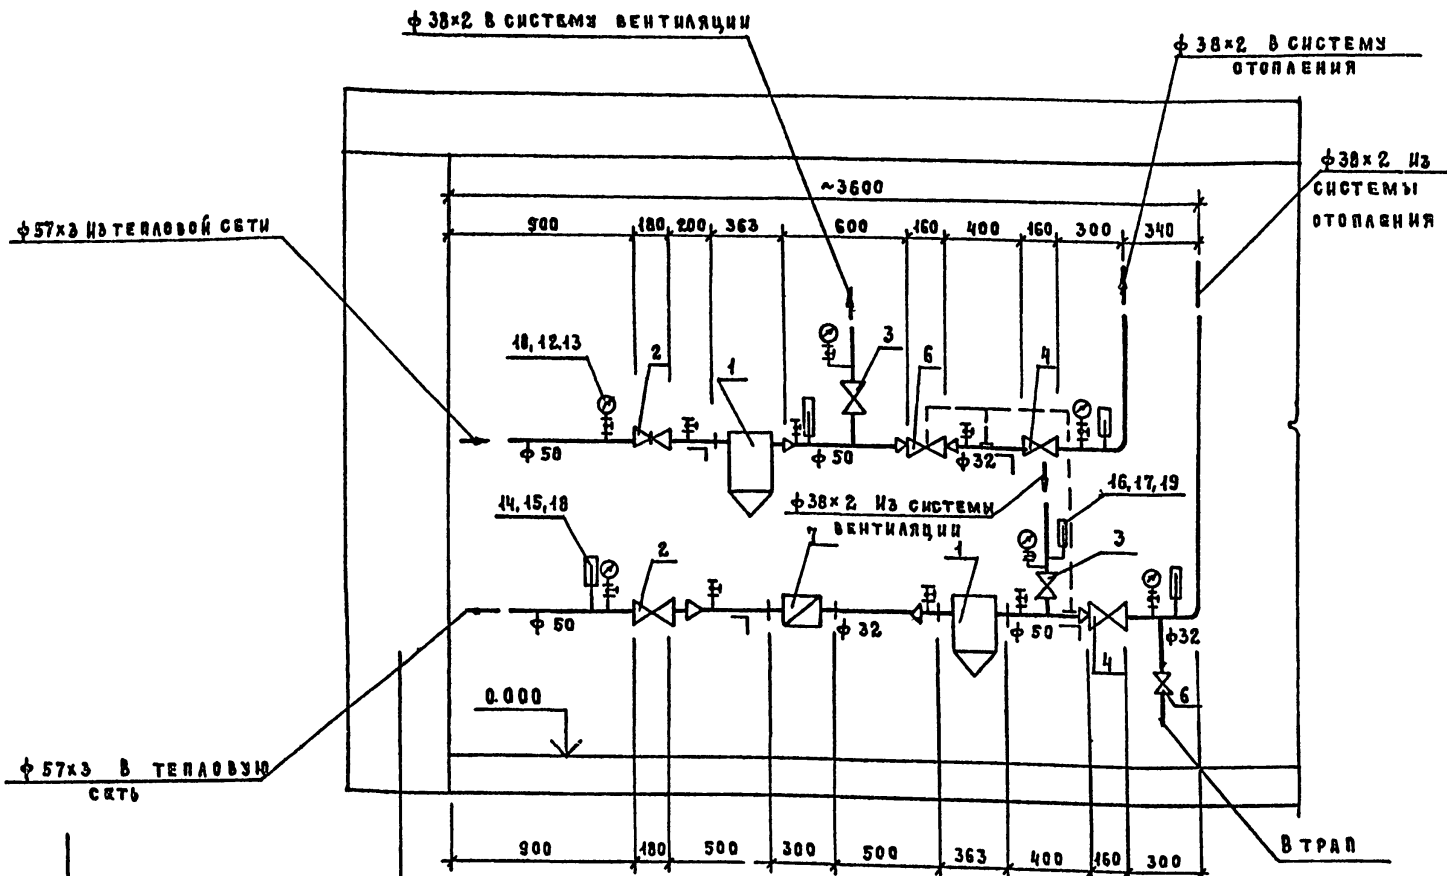 ф 38×2 В СИСТЕМУ ВЕНТИЛЯЦИИ
ф 38×2 В СИСТЕМУ
ОТОПЛЕНИЯ
ф 38×2 ИЗ
СИСТЕМЫ
ОТОПЛЕНИЯ
~3600
ф 57×3 ИЗ ТЕПЛОВОЙ СЕТИ
900 180 200 363 600 160 400 160 300 340
10, 12.13
2
1
3
6
4
ф 50
ф 50
ф 32
14, 15, 18
ф 38×2 ИЗ СИСТЕМЫ
ВЕНТИЛЯЦИИ
16, 17, 19
2
7
1
3
ф 50
ф 32
ф 50
ф 32
4
6
0.000
ф 57×3 В ТЕПЛОВУЮ
СЕТЬ
900 180 500 300 500 363 400 160 300
В ТРАП